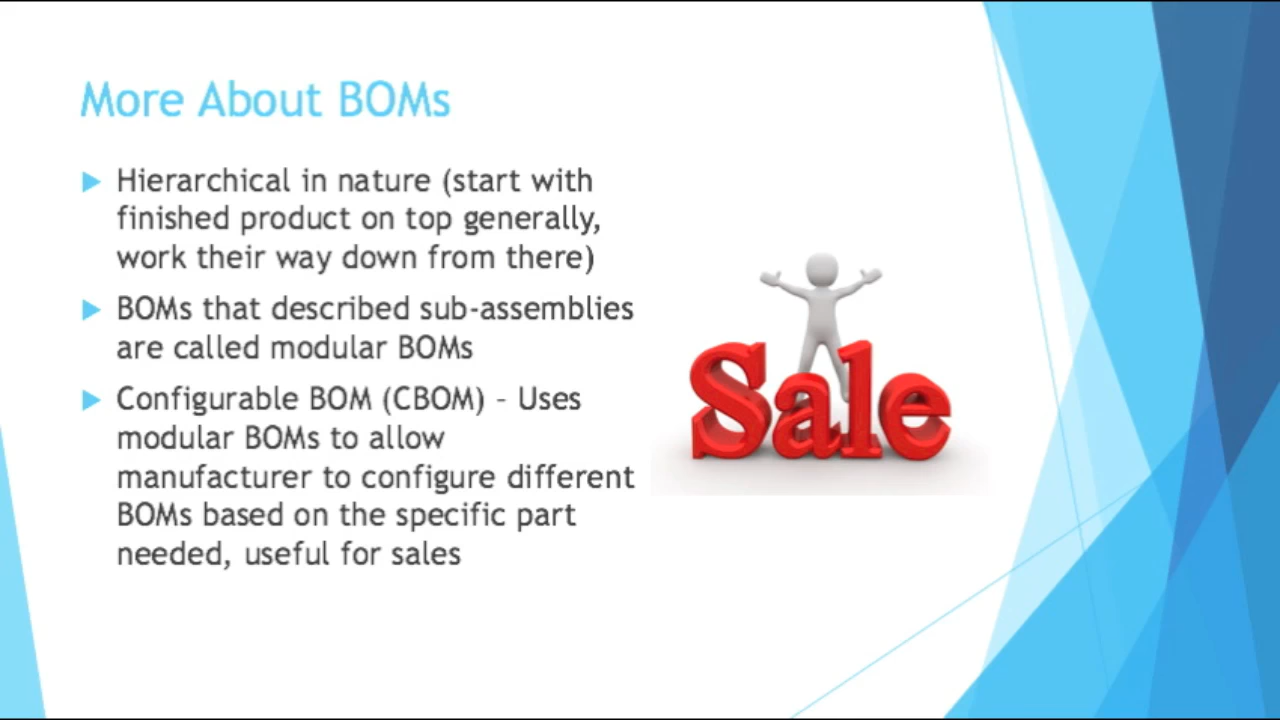 More About BOMs
Hierarchical in nature (start with
finished product on top generally,
work their way down from there)
BOMs that described sub-assemblies
are called modular BOMs
Configurable BOM (CBOM) – Uses
modular BOMs to allow
manufacturer to configure different
BOMs based on the specific part
needed, useful for sales
Sale